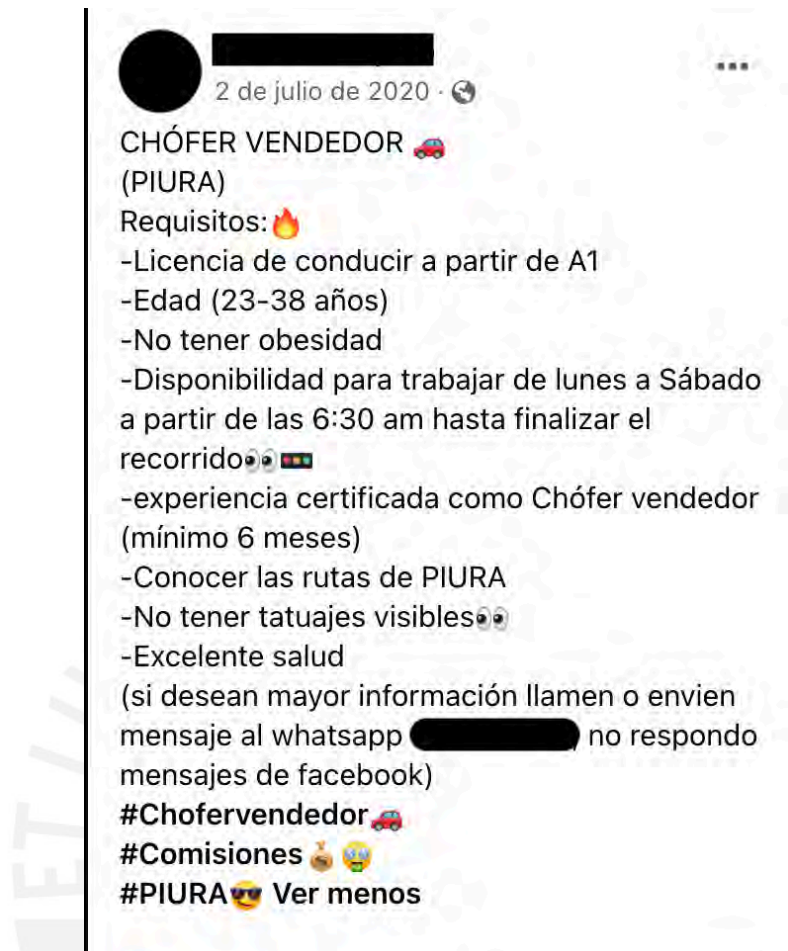 2 de julio de 2020 ·
CHÓFER VENDEDOR 🚗
(PIURA)
Requisitos:🔥
-Licencia de conducir a partir de A1
-Edad (23-38 años)
-No tener obesidad
-Disponibilidad para trabajar de lunes a Sábado
a partir de las 6:30 am hasta finalizar el
recorrido👀🚥
-experiencia certificada como Chófer vendedor
(mínimo 6 meses)
-Conocer las rutas de PIURA
-No tener tatuajes visibles👀
-Excelente salud
(si desean mayor información llamen o envien
mensaje al whatsapp no respondo
mensajes de facebook)
#Chofervendedor🚗
#Comisiones💰🤑
#PIURA😎 Ver menos
ET LV